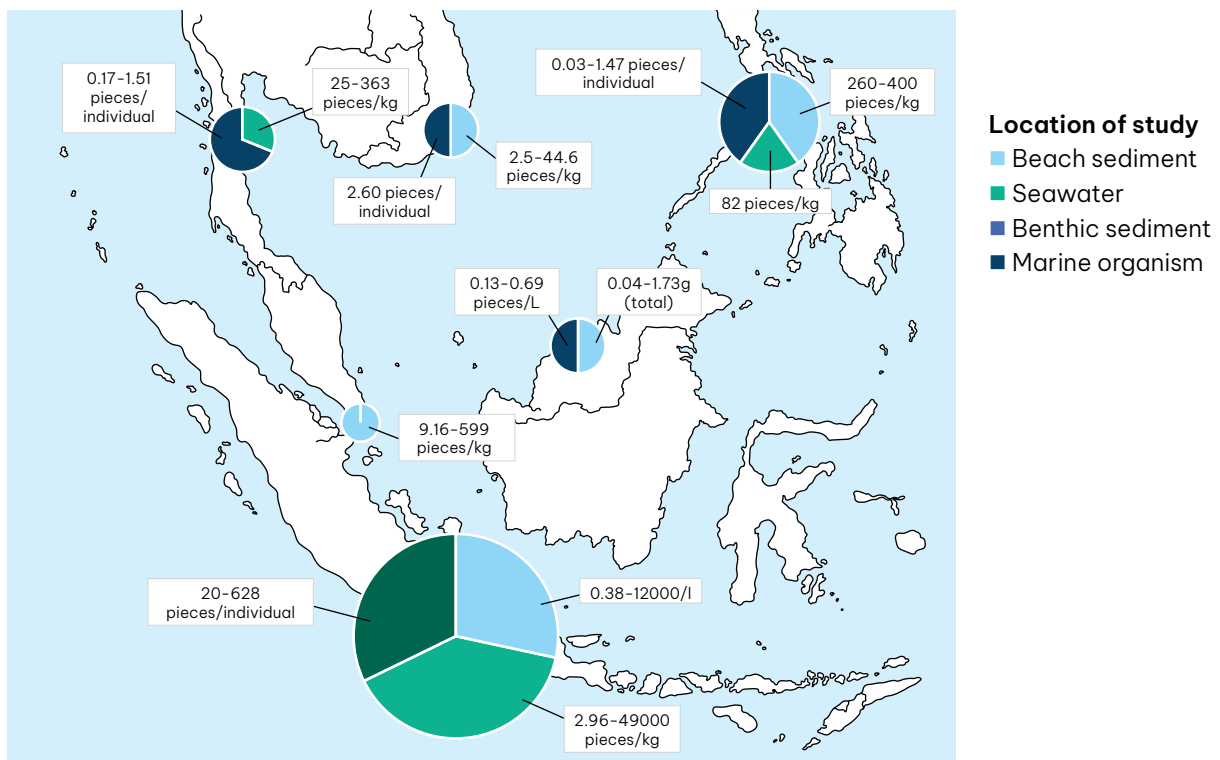 0.17–1.51
pieces/
individual
25–363
pieces/kg
2.60 pieces/
individual
2.5–44.6
pieces/kg
0.03–1.47 pieces/
individual
260–400
pieces/kg
82 pieces/kg
0.13–0.69
pieces/L
0.04–1.73g
(total)
9.16–599
pieces/kg
20–628
pieces/individual
0.38–12000/l
2.96–49000
pieces/kg
Location of study
Beach sediment
Seawater
Benthic sediment
Marine organism